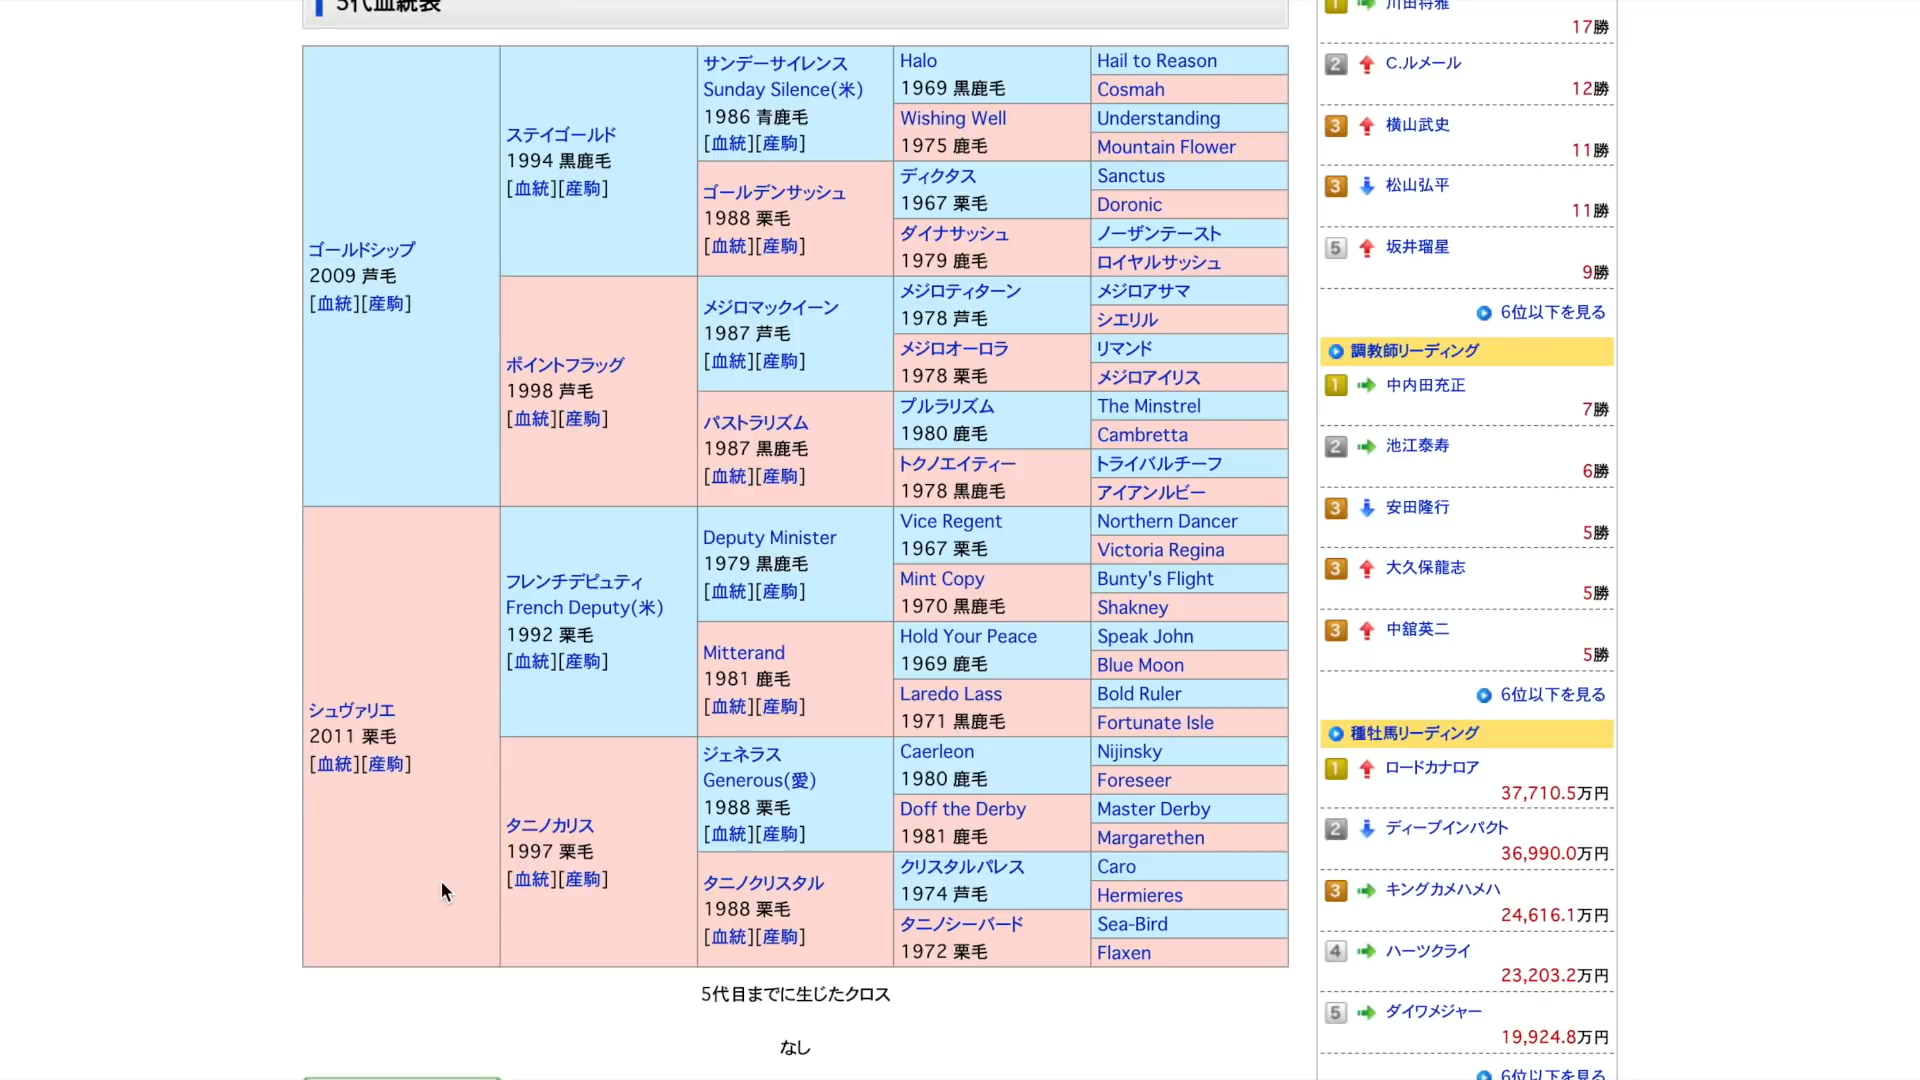 5代血統表
ゴールドシップ
2009 芦毛
[血統][産駒]
シュヴァリエ
2011 栗毛
[血統][産駒]
ステイゴールド
1994 黒鹿毛
[血統][産駒]
ポイントフラッグ
1998 芦毛
[血統][産駒]
フレンチデピュティ
French Deputy(米)
1992 栗毛
[血統][産駒]
タニノカリス
1997 栗毛
[血統][産駒]
サンデーサイレンス
Sunday Silence(米)
1986 青鹿毛
[血統][産駒]
ゴールデンサッシュ
1988 栗毛
[血統][産駒]
メジロマックイーン
1987 芦毛
[血統][産駒]
パストラリズム
1987 黒鹿毛
[血統][産駒]
Deputy Minister
1979 黒鹿毛
[血統][産駒]
Mitterand
1981 鹿毛
[血統][産駒]
ジェネラス
Generous(愛)
1988 栗毛
[血統][産駒]
タニノクリスタル
1988 栗毛
[血統][産駒]
Halo
1969 黒鹿毛
Wishing Well
1975 鹿毛
ディクタス
1967 栗毛
ダイナサッシュ
1979 鹿毛
メジロティターン
1978 芦毛
メジロオーロラ
1978 栗毛
プルラリズム
1980 鹿毛
トクノエイティー
1978 黒鹿毛
Vice Regent
1967 栗毛
Mint Copy
1970 黒鹿毛
Hold Your Peace
1969 鹿毛
Laredo Lass
1971 黒鹿毛
Caerleon
1980 鹿毛
Doff the Derby
1981 鹿毛
クリスタルパレス
1974 芦毛
タニノシーバード
1972 栗毛
Hail to Reason
Cosmah
Understanding
Mountain Flower
Sanctus
Doronic
ノーザンテースト
ロイヤルサッシュ
メジロアサマ
シエリル
リマンド
メジロアイリス
The Minstrel
Cambretta
トライバルチーフ
アイアンルビー
Northern Dancer
Victoria Regina
Bunty's Flight
Shakney
Speak John
Blue Moon
Bold Ruler
Fortunate Isle
Nijinsky
Foreseer
Master Derby
Margarethen
Caro
Hermieres
Sea-Bird
Flaxen
5代目までに生じたクロス
なし
1 川田将雅
17勝
2 C.ルメール
12勝
3 横山武史
11勝
3 松山弘平
11勝
5 坂井瑠星
9勝
6位以下を見る
調教師リーディング
1 中内田充正
7勝
2 池江泰寿
6勝
3 安田隆行
5勝
3 大久保龍志
5勝
3 中舘英二
5勝
6位以下を見る
種牡馬リーディング
1 ロードカナロア
37,710.5万円
2 ディープインパクト
36,990.0万円
3 キングカメハメハ
24,616.1万円
4 ハーツクライ
23,203.2万円
5 ダイワメジャー
19,924.8万円
6位以下を見る